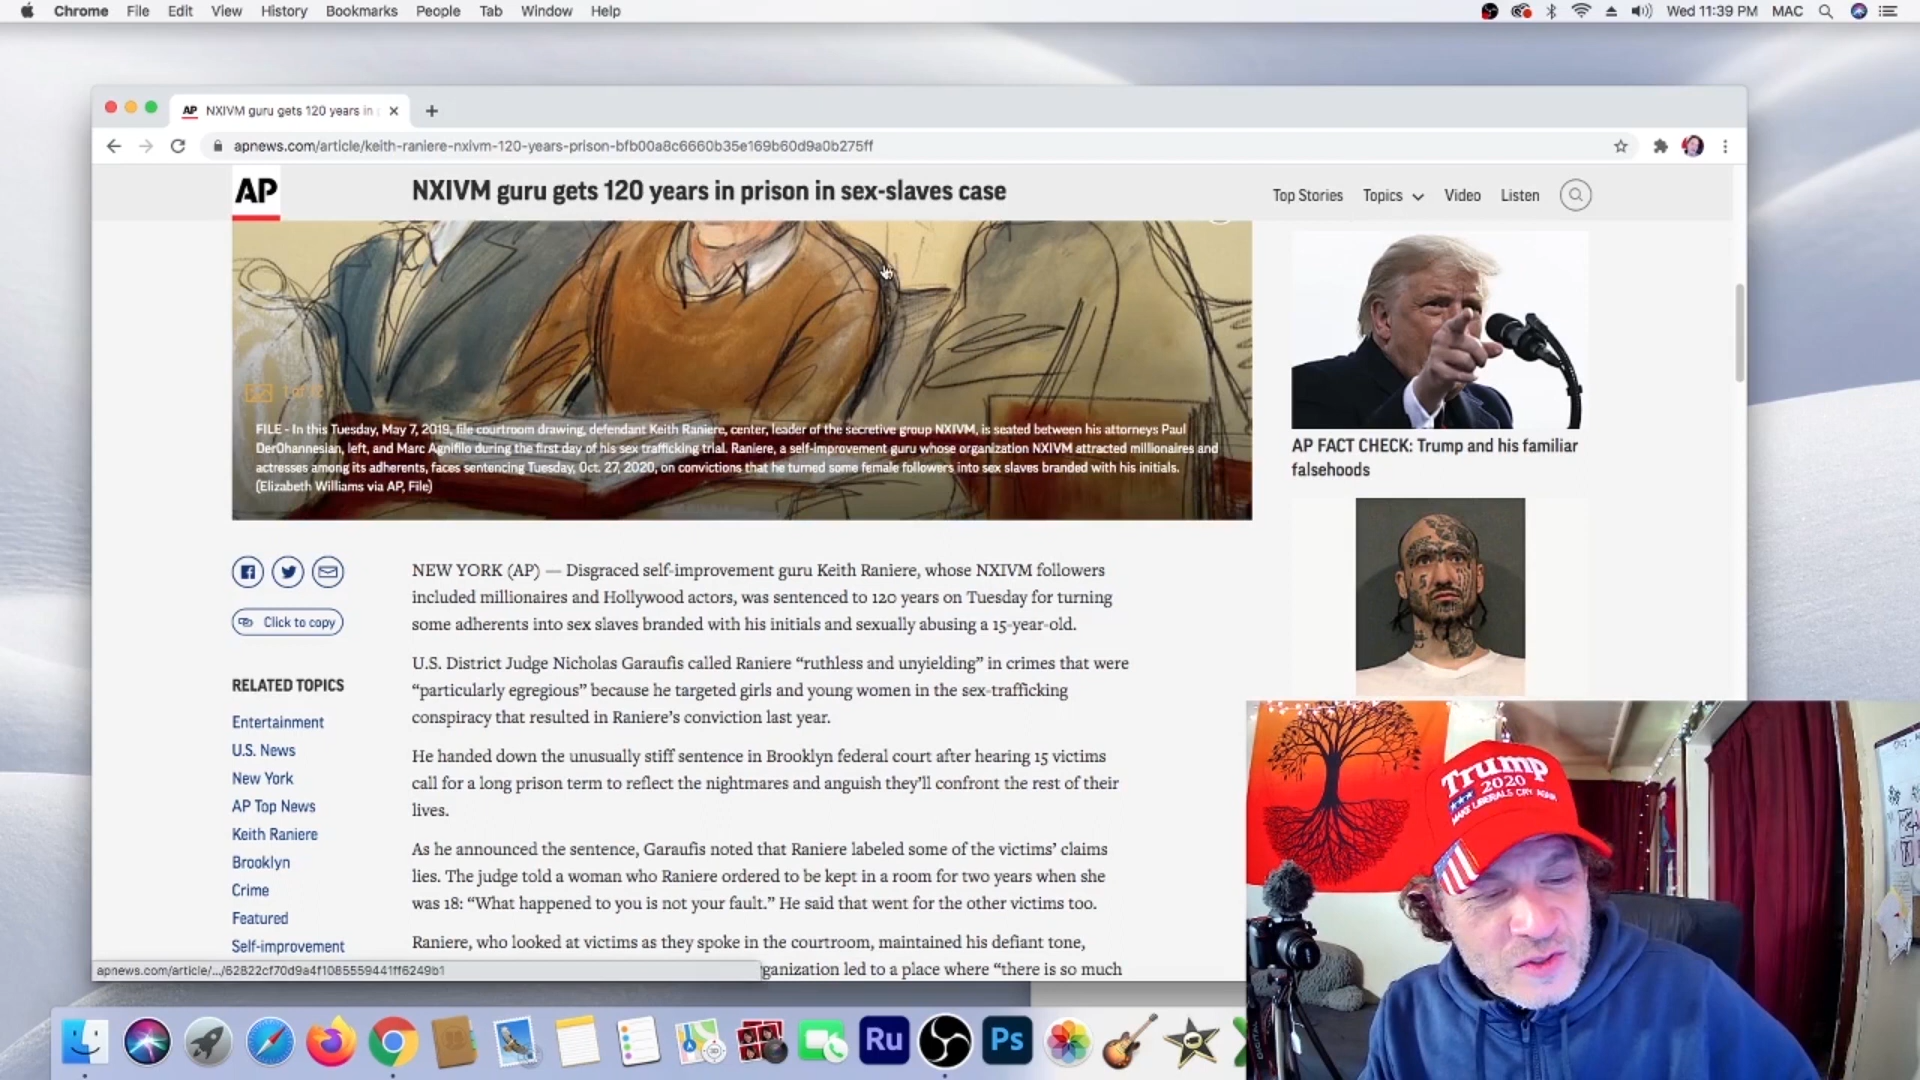 Chrome File Edit View History Bookmarks People Tab Window Help
Wed 11:39 PM MAC
AP NXIVM guru gets 120 years in
apnews.com/article/keith-raniere-nxivm-120-years-prison-bfb00a8c6660b35e169b60d9a0b275ff
AP NXIVM guru gets 120 years in prison in sex-slaves case
Top Stories Topics Video Listen
FILE - In this Tuesday, May 7, 2019, file courtroom drawing, defendant Keith Raniere, center, leader of the secretive group NXIVM, is seated between his attorneys Paul
DerOhannesian, left, and Marc Agnifilo during the first day of his sex trafficking trial. Raniere, a self-improvement guru whose organization NXIVM attracted millionaires and
actresses among its adherents, faces sentencing Tuesday, Oct. 27, 2020, on convictions that he turned some female followers into sex slaves branded with his initials.
(Elizabeth Williams via AP, File)
AP FACT CHECK: Trump and his familiar
falsehoods
Click to copy
NEW YORK (AP) — Disgraced self-improvement guru Keith Raniere, whose NXIVM followers
included millionaires and Hollywood actors, was sentenced to 120 years on Tuesday for turning
some adherents into sex slaves branded with his initials and sexually abusing a 15-year-old.
U.S. District Judge Nicholas Garaufis called Raniere “ruthless and unyielding” in crimes that were
“particularly egregious” because he targeted girls and young women in the sex-trafficking
conspiracy that resulted in Raniere’s conviction last year.
He handed down the unusually stiff sentence in Brooklyn federal court after hearing 15 victims
call for a long prison term to reflect the nightmares and anguish they’ll confront the rest of their
lives.
As he announced the sentence, Garaufis noted that Raniere labeled some of the victims’ claims
lies. The judge told a woman who Raniere ordered to be kept in a room for two years when she
was 18: “What happened to you is not your fault.” He said that went for the other victims too.
Raniere, who looked at victims as they spoke in the courtroom, maintained his defiant tone,
ganization led to a place where “there is so much
RELATED TOPICS
Entertainment
U.S. News
New York
AP Top News
Keith Raniere
Brooklyn
Crime
Featured
Self-improvement
apnews.com/article/.../62822cf70d9a4f1085559441ff6249b1
Trump
2020
MAKE LIBERALS CRY AGAIN
Ru
Ps